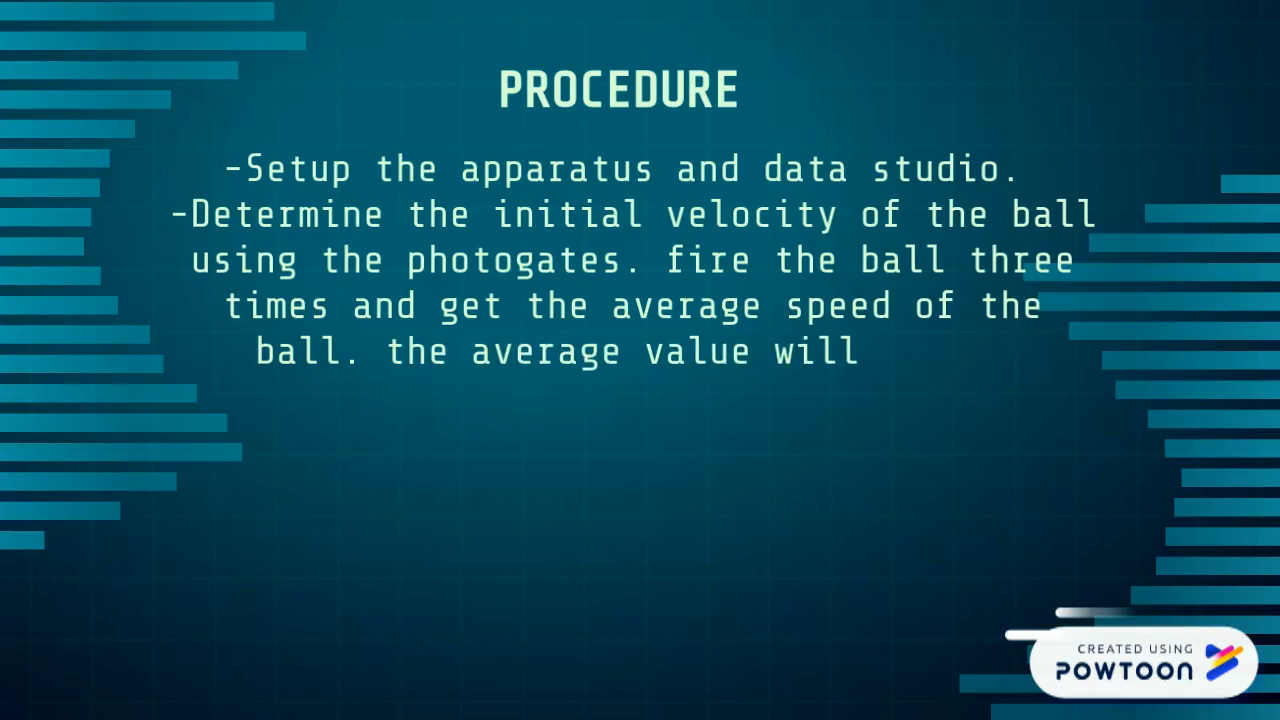 PROCEDURE
-Setup the apparatus and data studio.
-Determine the initial velocity of the ball
using the photogates. fire the ball three
times and get the average speed of the
ball. the average value will
CREATED USING
POWTOON